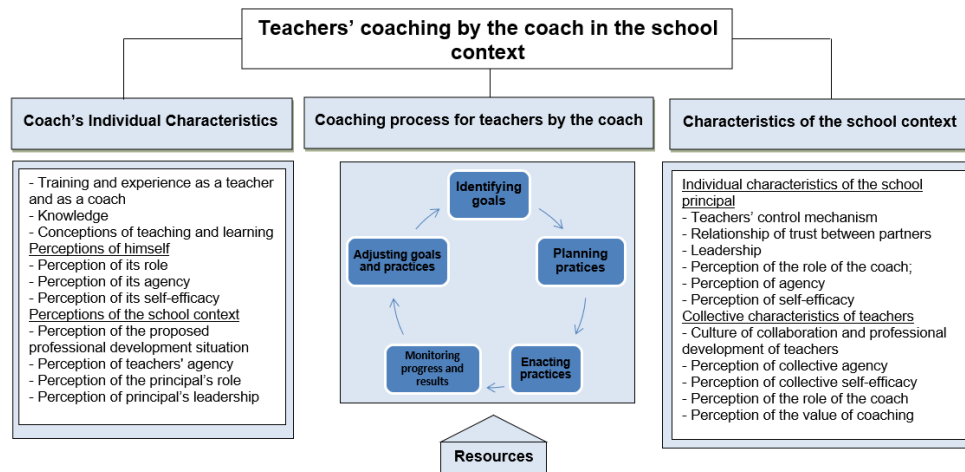 Teachers’ coaching by the coach in the school
context
Coach’s Individual Characteristics
- Training and experience as a teacher
and as a coach
- Knowledge
- Conceptions of teaching and learning
Perceptions of himself
- Perception of its role
- Perception of its agency
- Perception of its self-efficacy
Perceptions of the school context
- Perception of the proposed
professional development situation
- Perception of teachers' agency
- Perception of the principal’s role
- Perception of principal’s leadership
Coaching process for teachers by the coach
Identifying
goals
Planning
pratices
Enacting
practices
Monitoring
progress and
results
Adjusting goals
and practices
Resources
Characteristics of the school context
Individual characteristics of the school
principal
- Teachers’ control mechanism
- Relationship of trust between partners
- Leadership
- Perception of the role of the coach;
- Perception of agency
- Perception of self-efficacy
Collective characteristics of teachers
- Culture of collaboration and professional
development of teachers
- Perception of collective agency
- Perception of collective self-efficacy
- Perception of the role of the coach
- Perception of the value of coaching